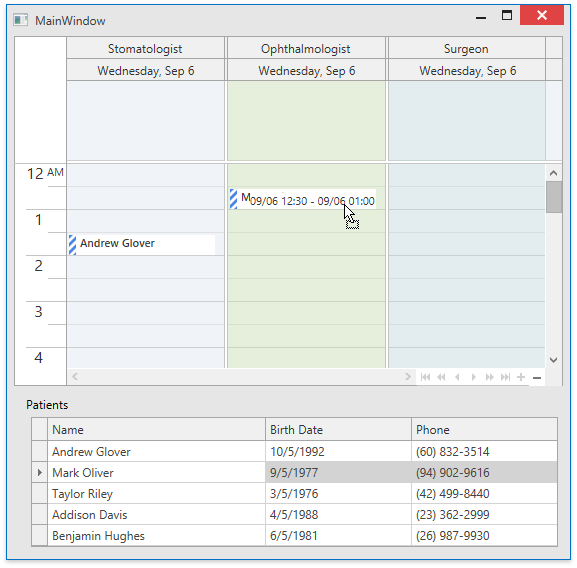 MainWindow
Stomatologist Ophthalmologist Surgeon
Wednesday, Sep 6 Wednesday, Sep 6 Wednesday, Sep 6
12 AM
M 09/06 12:30 - 09/06 01:00
1
Andrew Glover
2
3
4
Patients
Name Birth Date Phone
Andrew Glover 10/5/1992 (60) 832-3514
Mark Oliver 9/5/1977 (94) 902-9616
Taylor Riley 3/5/1976 (42) 499-8440
Addison Davis 4/5/1988 (23) 362-2999
Benjamin Hughes 6/5/1981 (26) 987-9930